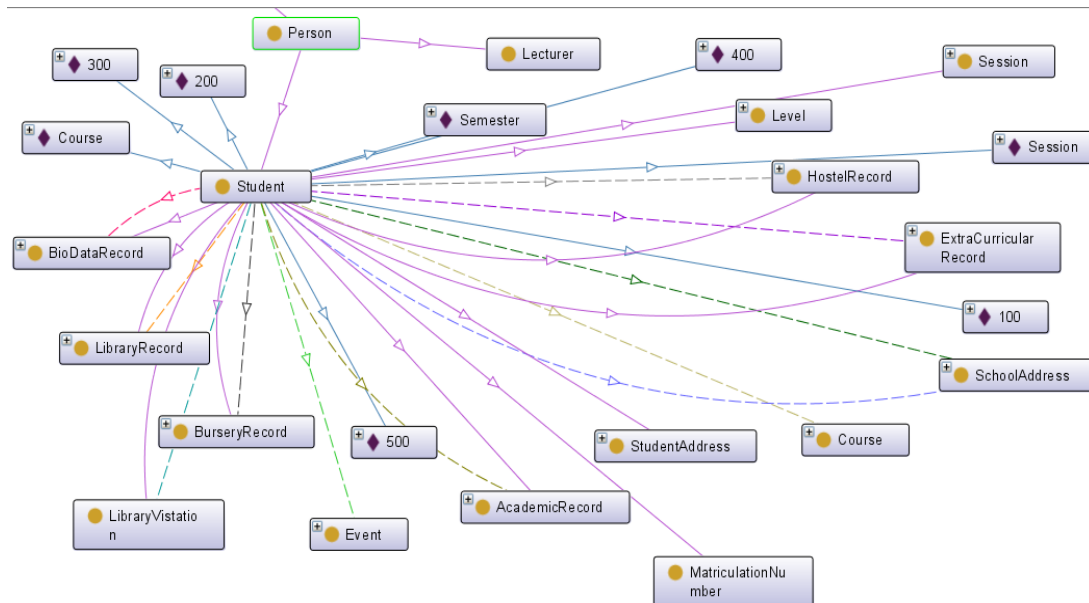 Person
Lecturer
300
400
Session
200
Semester
Level
Course
Session
Student
HostelRecord
BioDataRecord
ExtraCurricular
Record
100
LibraryRecord
SchoolAddress
BurseryRecord
500
StudentAddress
Course
LibraryVistatio
n
AcademicRecord
Event
MatriculationNu
mber